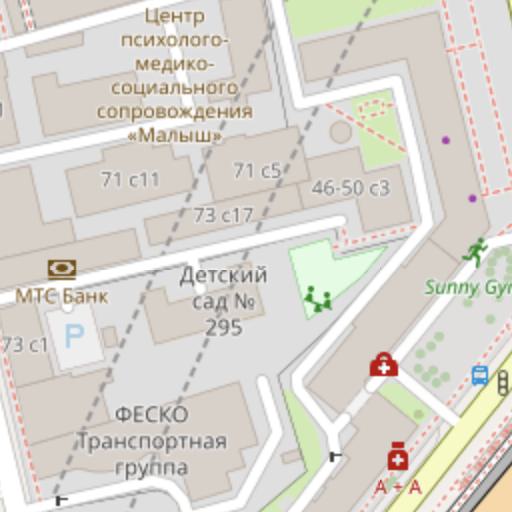 Центр
психолого-
медико-
социального
сопровождения
«Малыш»
71 с11
71 с5
46-50 с3
73 с17
МТС Банк
Детский
сад №
295
Sunny Gym
P
73 с1
ФЕСКО
Транспортная
группа
А + А